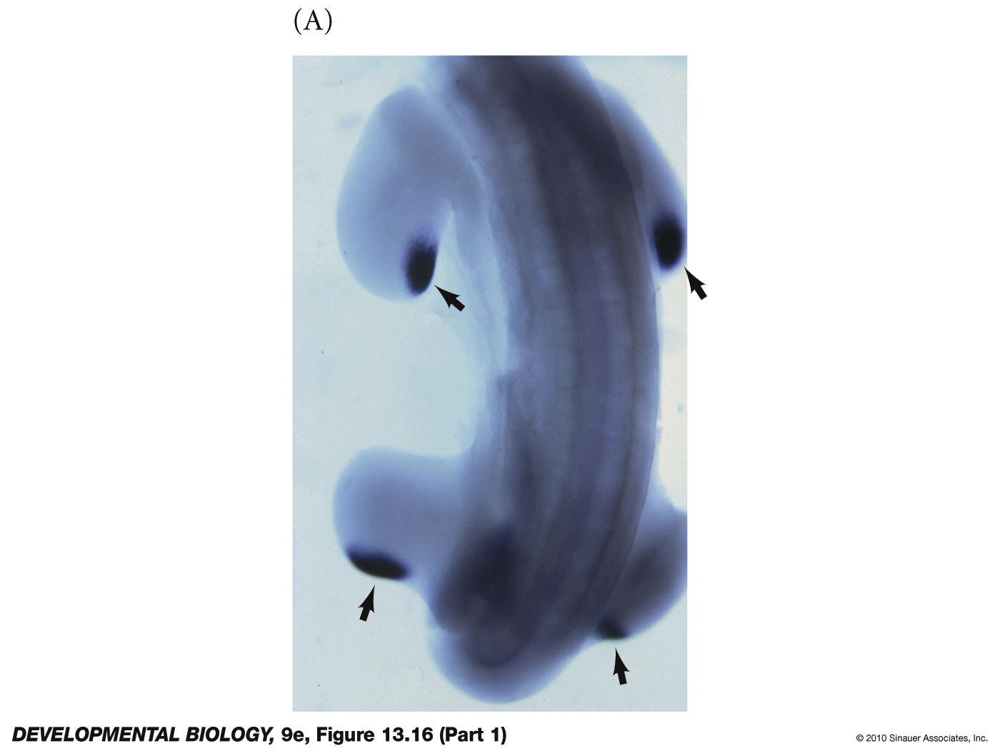 (A)
DEVELOPMENTAL BIOLOGY, 9e, Figure 13.16 (Part 1)
© 2010 Sinauer Associates, Inc.